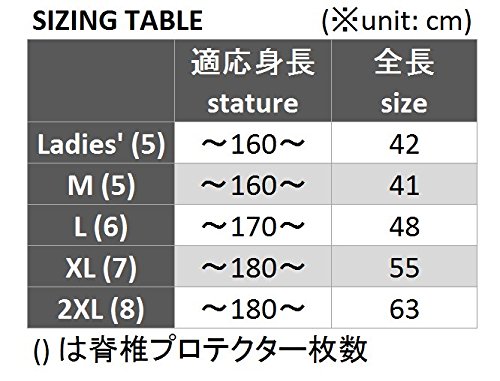 SIZING TABLE (※unit: cm)
適応身長 全長
stature size
Ladies' (5) ～160～ 42
M (5) ～160～ 41
L (6) ～170～ 48
XL (7) ～180～ 55
2XL (8) ～180～ 63
() は脊椎プロテクター枚数